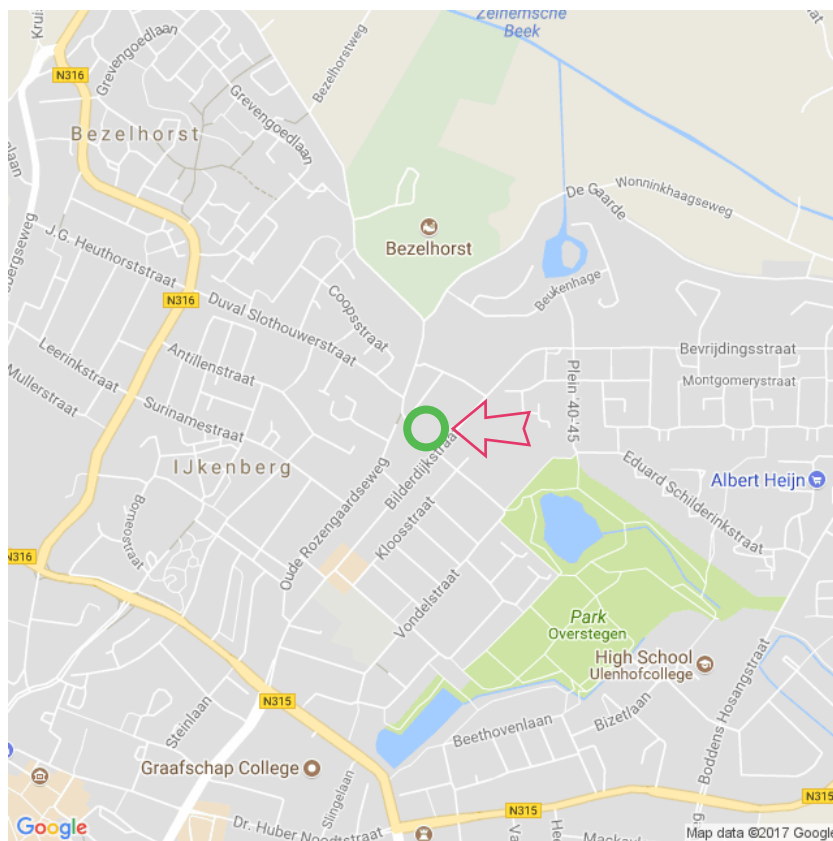 Zelhemsche
Beek
Grevengoedlaan
Bezelhorstweg
N316
Grevengoedlaan
Bezelhorst
De Gaarde
Wonninkhaagseweg
Bezelhorst
J.G. Heuthorststraat
Beukenhage
Coopsstraat
N316
Duval Slothouwerstraat
Leerinkstraat
Antillenstraat
Bevrijdingsstraat
Plein '40-'45
Montgomerystraat
Mullerstraat
Surinamestraat
IJkenberg
Bilderdijkstraat
Eduard Schilderinkstraat
Albert Heijn
Oude Rozengaardseweg
Borneostraat
Kloosstraat
N316
Vondelstraat
Park
Overstegen
High School
Ulenhofcollege
N315
Steinlaan
Bizetlaan
Beethovenlaan
Boddens Hosangstraat
Graafschap College
Slingelaan
N315
N315
Dr. Huber Noodtstraat
Google
Map data ©2017 Google